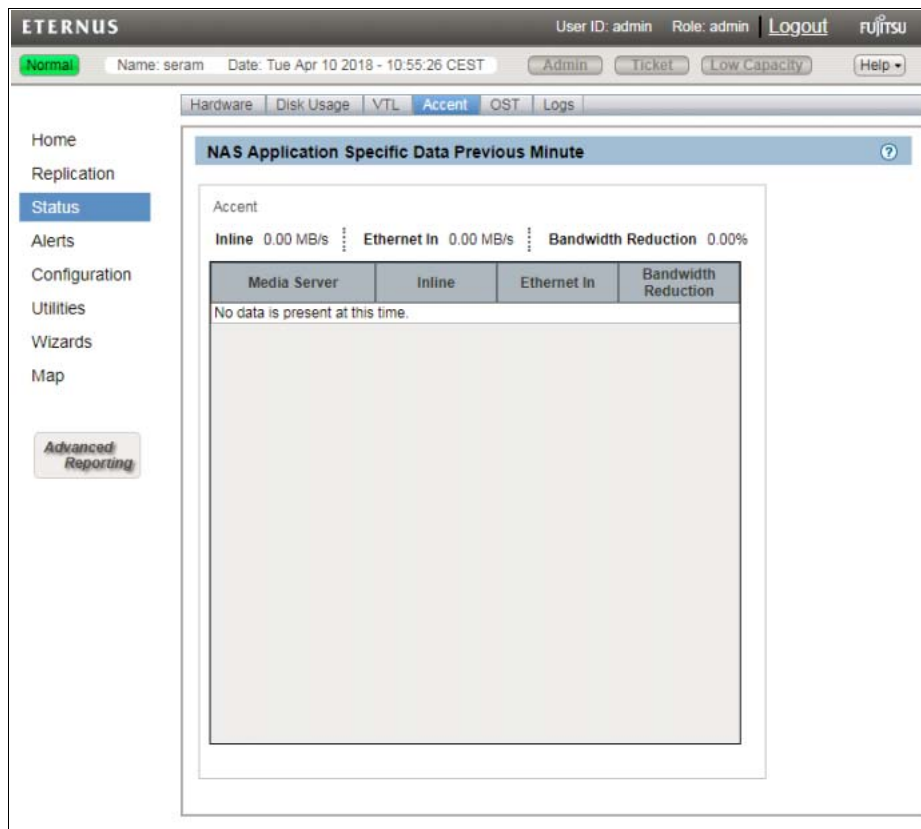 ETERNUS User ID: admin Role: admin Logout FUJITSU
Normal Name: seram Date: Tue Apr 10 2018 - 10:55:26 CEST Admin Ticket Low Capacity Help
Hardware Disk Usage VTL Accent OST Logs
Home
Replication
Status
Alerts
Configuration
Utilities
Wizards
Map
Advanced
Reporting
NAS Application Specific Data Previous Minute ?
Accent
Inline 0.00 MB/s Ethernet In 0.00 MB/s Bandwidth Reduction 0.00%
Media Server Inline Ethernet In Bandwidth Reduction
No data is present at this time.